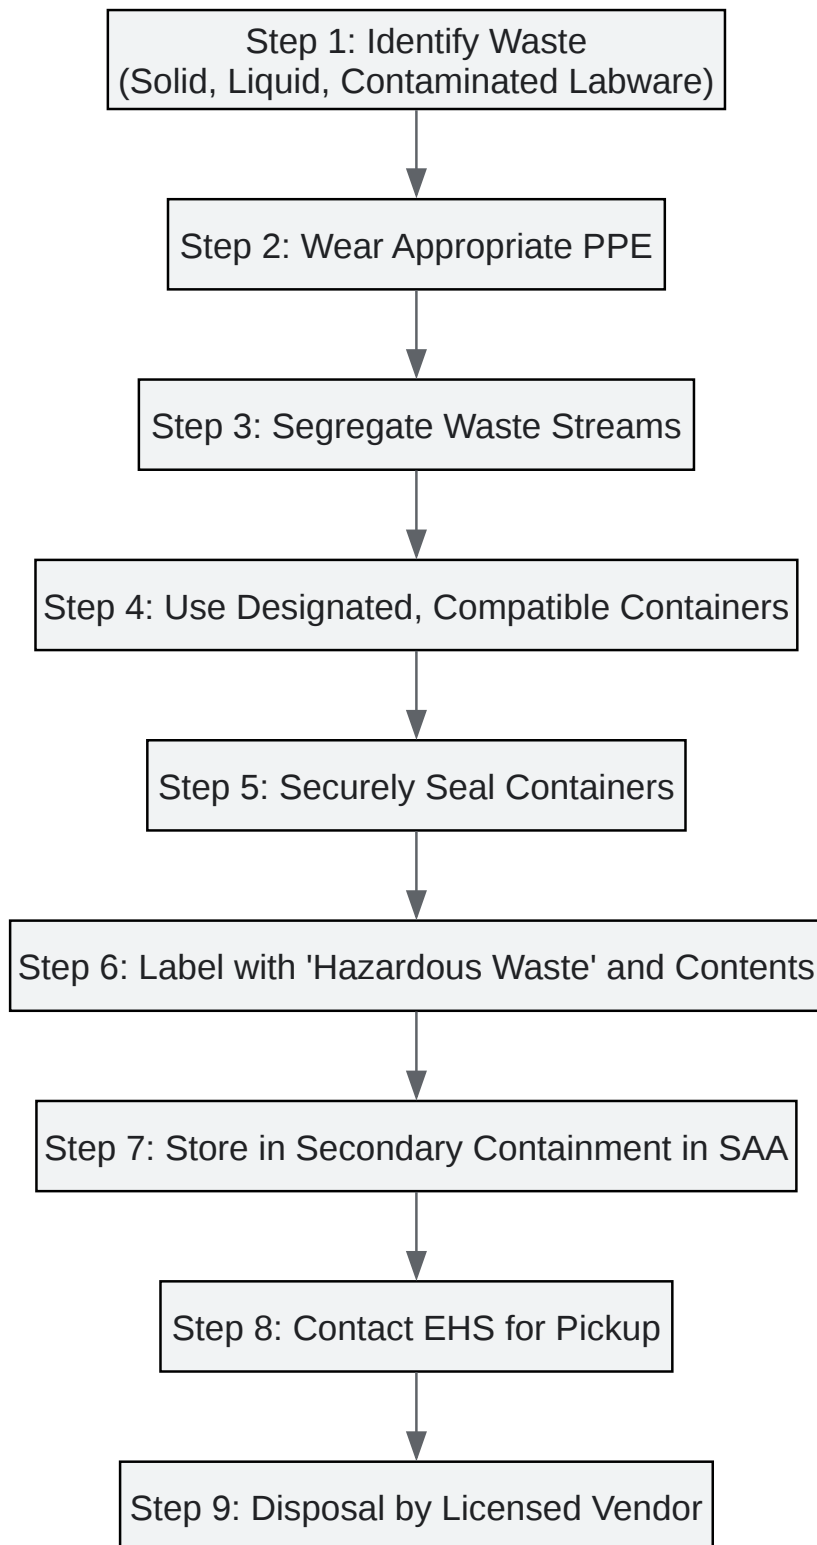 Step 1: Identify Waste
(Solid, Liquid, Contaminated Labware)
Step 2: Wear Appropriate PPE
Step 3: Segregate Waste Streams
Step 4: Use Designated, Compatible Containers
Step 5: Securely Seal Containers
Step 6: Label with 'Hazardous Waste' and Contents
Step 7: Store in Secondary Containment in SAA
Step 8: Contact EHS for Pickup
Step 9: Disposal by Licensed Vendor